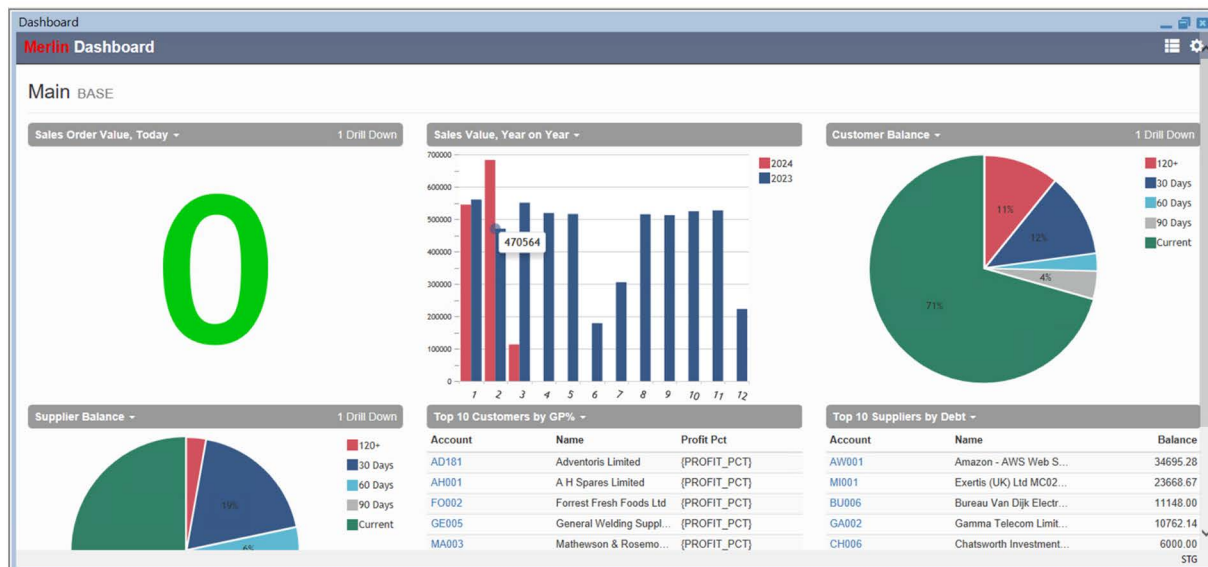 Dashboard
Merlin Dashboard
Main BASE
Sales Order Value, Today 1 Drill Down
0
Sales Value, Year on Year
700000
600000
500000
400000
300000
200000
100000
0
470564
1 2 3 4 5 6 7 8 9 10 11 12
2024
2023
Customer Balance 1 Drill Down
11%
12%
4%
71%
120+
30 Days
60 Days
90 Days
Current
Supplier Balance 1 Drill Down
19%
6%
120+
30 Days
60 Days
90 Days
Current
Top 10 Customers by GP%
Account Name Profit Pct
AD181 Adventoris Limited {PROFIT_PCT}
AH001 A H Spares Limited {PROFIT_PCT}
FO002 Forrest Fresh Foods Ltd {PROFIT_PCT}
GE005 General Welding Suppl... {PROFIT_PCT}
MA003 Mathewson & Rosemo... {PROFIT_PCT}
Top 10 Suppliers by Debt
Account Name Balance
AW001 Amazon - AWS Web S... 34695.28
MI001 Exertis (UK) Ltd MC02... 23668.67
BU006 Bureau Van Dijk Electr... 11148.00
GA002 Gamma Telecom Limit... 10762.14
CH006 Chatsworth Investment... 6000.00
STG